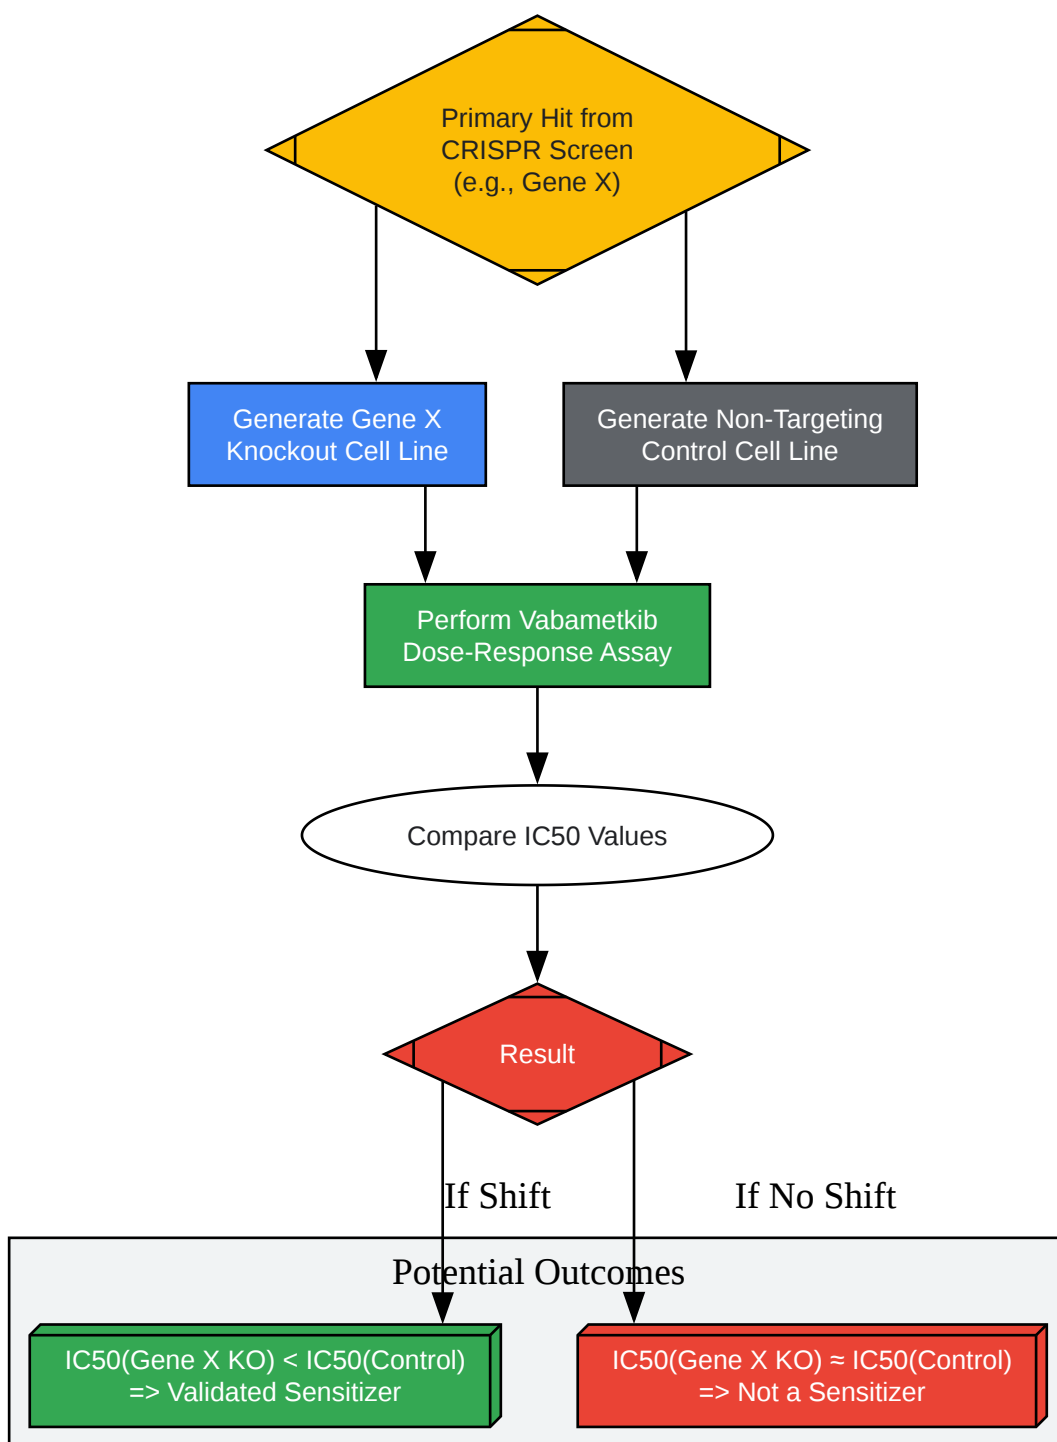 Primary Hit from
CRISPR Screen
(e.g., Gene X)
Generate Gene X
Knockout Cell Line
Generate Non-Targeting
Control Cell Line
Perform Vabametkib
Dose-Response Assay
Compare IC50 Values
Result
If Shift
If No Shift
Potential Outcomes
IC50(Gene X KO) < IC50(Control)
=> Validated Sensitizer
IC50(Gene X KO) ≈ IC50(Control)
=> Not a Sensitizer